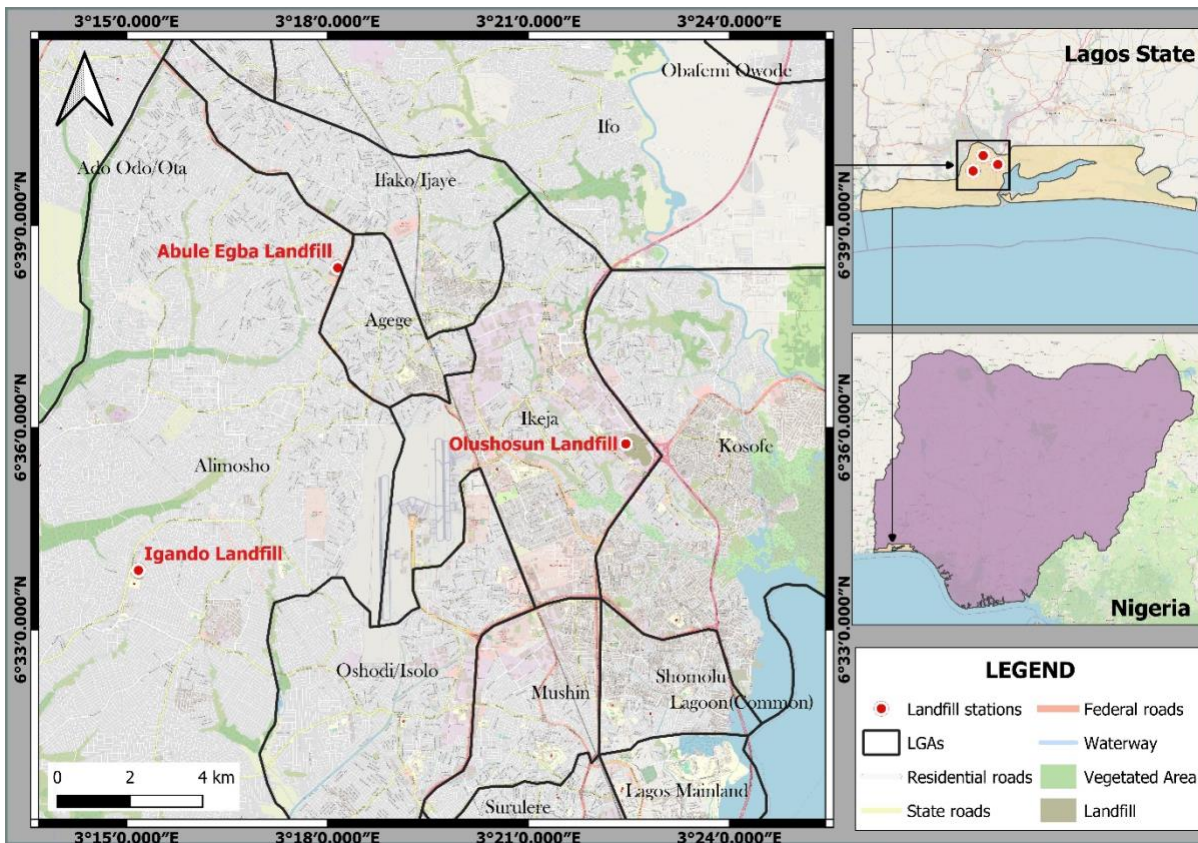 3°15′0.000″E 3°18′0.000″E 3°21′0.000″E 3°24′0.000″E
Obafemi Owode
Ifo
Ado Odo/Ota
Ifako/Ijaye
6°39′0.000″N
6°39′0.000″N
Abule Egba Landfill
Agege
6°36′0.000″N
6°36′0.000″N
Ikeja
Olushosun Landfill
Kosofe
Alimosho
Igando Landfill
6°33′0.000″N
6°33′0.000″N
Oshodi/Isolo
Mushin
Shomolu
Lagoon(Common)
Lagos Mainland
Surulere
0 2 4 km
3°15′0.000″E 3°18′0.000″E 3°21′0.000″E 3°24′0.000″E
Lagos State
Nigeria
LEGEND
Landfill stations
Federal roads
LGAs
Waterway
Residential roads
Vegetated Area
State roads
Landfill